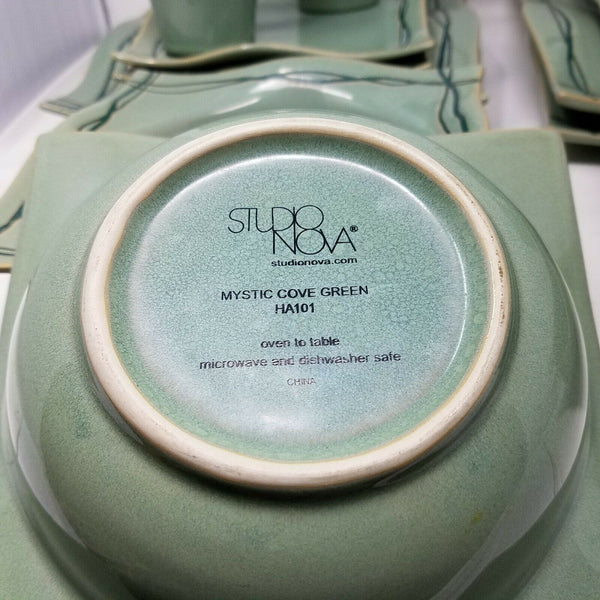 STUDIO
NOVA®
studionova.com
MYSTIC COVE GREEN
HA101
oven to table
microwave and dishwasher safe
CHINA